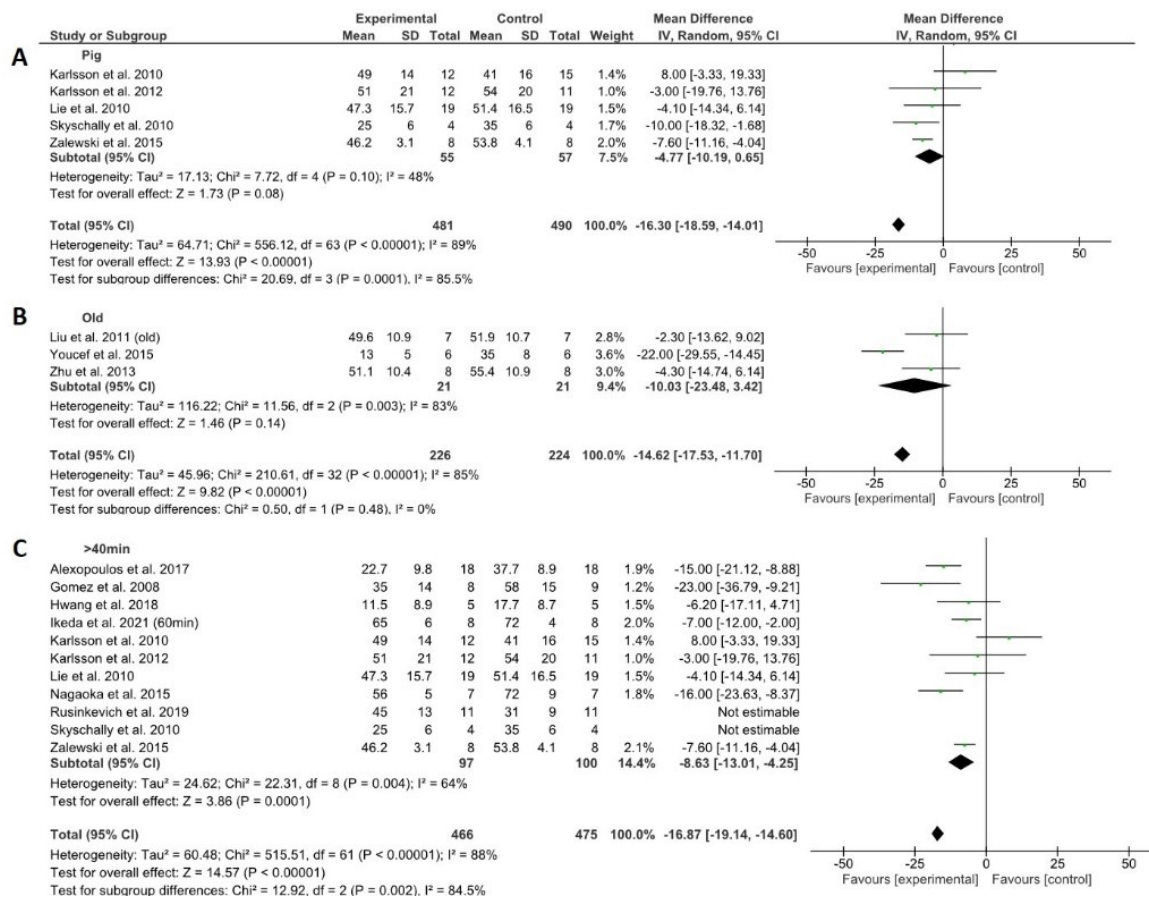 Experimental Control Mean Difference Mean Difference
Study or Subgroup Mean SD Total Mean SD Total Weight IV, Random, 95% CI IV, Random, 95% CI
A Pig
Karlsson et al. 2010 49 14 12 41 16 15 1.4% 8.00 [-3.33, 19.33]
Karlsson et al. 2012 51 21 12 54 20 11 1.0% -3.00 [-19.76, 13.76]
Lie et al. 2010 47.3 15.7 19 51.4 16.5 19 1.5% -4.10 [-14.34, 6.14]
Skyschally et al. 2010 25 6 4 35 6 4 1.7% -10.00 [-18.32, -1.68]
Zalewski et al. 2015 46.2 3.1 8 53.8 4.1 8 2.0% -7.60 [-11.16, -4.04]
Subtotal (95% CI) 55 57 7.5% -4.77 [-10.19, 0.65]
Heterogeneity: Tau² = 17.13; Chi² = 7.72, df = 4 (P = 0.10); I² = 48%
Test for overall effect: Z = 1.73 (P = 0.08)
Total (95% CI) 481 490 100.0% -16.30 [-18.59, -14.01]
Heterogeneity: Tau² = 64.71; Chi² = 556.12, df = 63 (P < 0.00001); I² = 89%
Test for overall effect: Z = 13.93 (P < 0.00001)
Test for subgroup differences: Chi² = 20.69, df = 3 (P = 0.0001), I² = 85.5%
-50 -25 0 25 50
Favours [experimental] Favours [control]
B Old
Liu et al. 2011 (old) 49.6 10.9 7 51.9 10.7 7 2.8% -2.30 [-13.62, 9.02]
Youcef et al. 2015 13 5 6 35 8 6 3.6% -22.00 [-29.55, -14.45]
Zhu et al. 2013 51.1 10.4 8 55.4 10.9 8 3.0% -4.30 [-14.74, 6.14]
Subtotal (95% CI) 21 21 9.4% -10.03 [-23.48, 3.42]
Heterogeneity: Tau² = 116.22; Chi² = 11.56, df = 2 (P = 0.003); I² = 83%
Test for overall effect: Z = 1.46 (P = 0.14)
Total (95% CI) 226 224 100.0% -14.62 [-17.53, -11.70]
Heterogeneity: Tau² = 45.96; Chi² = 210.61, df = 32 (P < 0.00001); I² = 85%
Test for overall effect: Z = 9.82 (P < 0.00001)
Test for subgroup differences: Chi² = 0.50, df = 1 (P = 0.48), I² = 0%
-50 -25 0 25 50
Favours [experimental] Favours [control]
C >40min
Alexopoulos et al. 2017 22.7 9.8 18 37.7 8.9 18 1.9% -15.00 [-21.12, -8.88]
Gomez et al. 2008 35 14 8 58 15 9 1.2% -23.00 [-36.79, -9.21]
Hwang et al. 2018 11.5 8.9 5 17.7 8.7 5 1.5% -6.20 [-17.11, 4.71]
Ikeda et al. 2021 (60min) 65 6 8 72 4 8 2.0% -7.00 [-12.00, -2.00]
Karlsson et al. 2010 49 14 12 41 16 15 1.4% 8.00 [-3.33, 19.33]
Karlsson et al. 2012 51 21 12 54 20 11 1.0% -3.00 [-19.76, 13.76]
Lie et al. 2010 47.3 15.7 19 51.4 16.5 19 1.5% -4.10 [-14.34, 6.14]
Nagaoka et al. 2015 56 5 7 72 9 7 1.8% -16.00 [-23.63, -8.37]
Rusinkevich et al. 2019 45 13 11 31 9 11 Not estimable
Skyschally et al. 2010 25 6 4 35 6 4 Not estimable
Zalewski et al. 2015 46.2 3.1 8 53.8 4.1 8 2.1% -7.60 [-11.16, -4.04]
Subtotal (95% CI) 97 100 14.4% -8.63 [-13.01, -4.25]
Heterogeneity: Tau² = 24.62; Chi² = 22.31, df = 8 (P = 0.004); I² = 64%
Test for overall effect: Z = 3.86 (P = 0.0001)
Total (95% CI) 466 475 100.0% -16.87 [-19.14, -14.60]
Heterogeneity: Tau² = 60.48; Chi² = 515.51, df = 61 (P < 0.00001); I² = 88%
Test for overall effect: Z = 14.57 (P < 0.00001)
Test for subgroup differences: Chi² = 12.92, df = 2 (P = 0.002), I² = 84.5%
-50 -25 0 25 50
Favours [experimental] Favours [control]